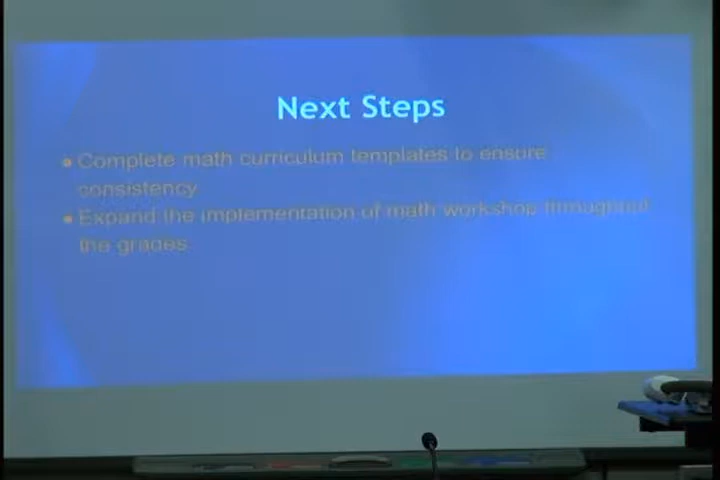 Next Steps
• Complete math curriculum templates to ensure
consistency
• Expand the implementation of math workshop throughout
the grades